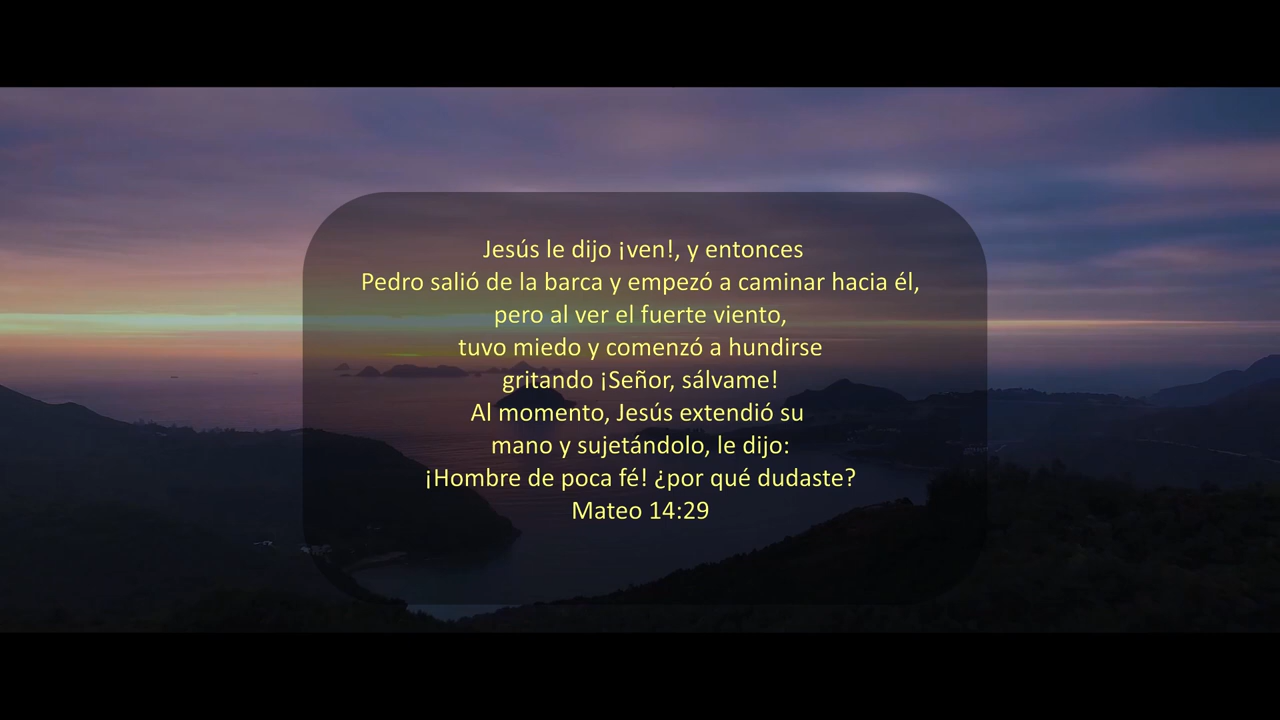 Jesús le dijo ¡ven!, y entonces
Pedro salió de la barca y empezó a caminar hacia él,
pero al ver el fuerte viento,
tuvo miedo y comenzó a hundirse
gritando ¡Señor, sálvame!
Al momento, Jesús extendió su
mano y sujetándolo, le dijo:
¡Hombre de poca fé! ¿por qué dudaste?
Mateo 14:29